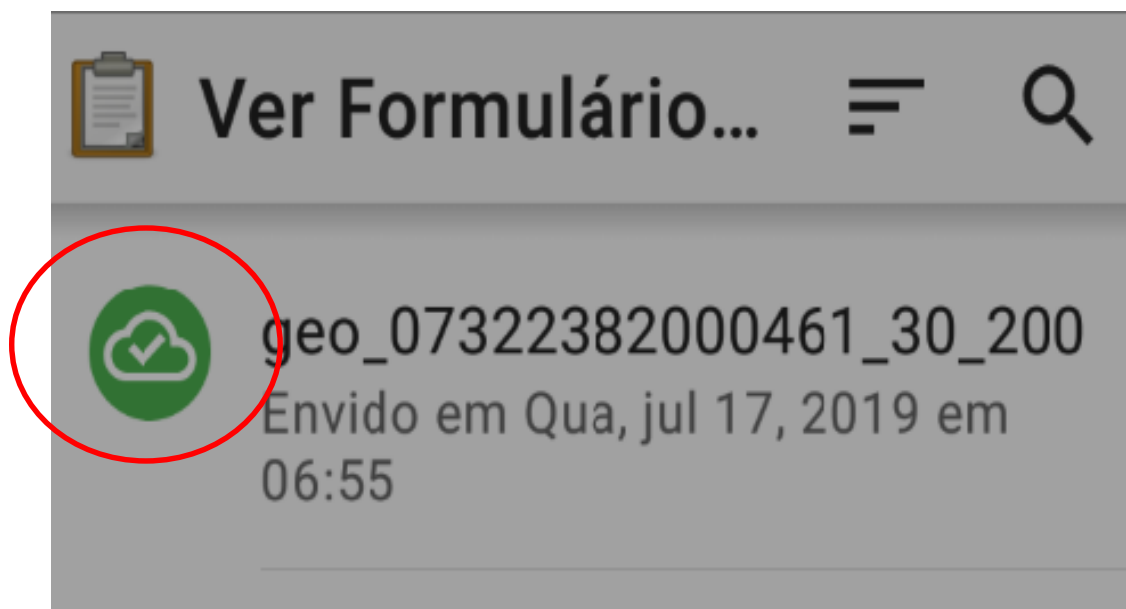 Ver Formulário...
geo_07322382000461_30_200
Envido em Qua, jul 17, 2019 em
06:55